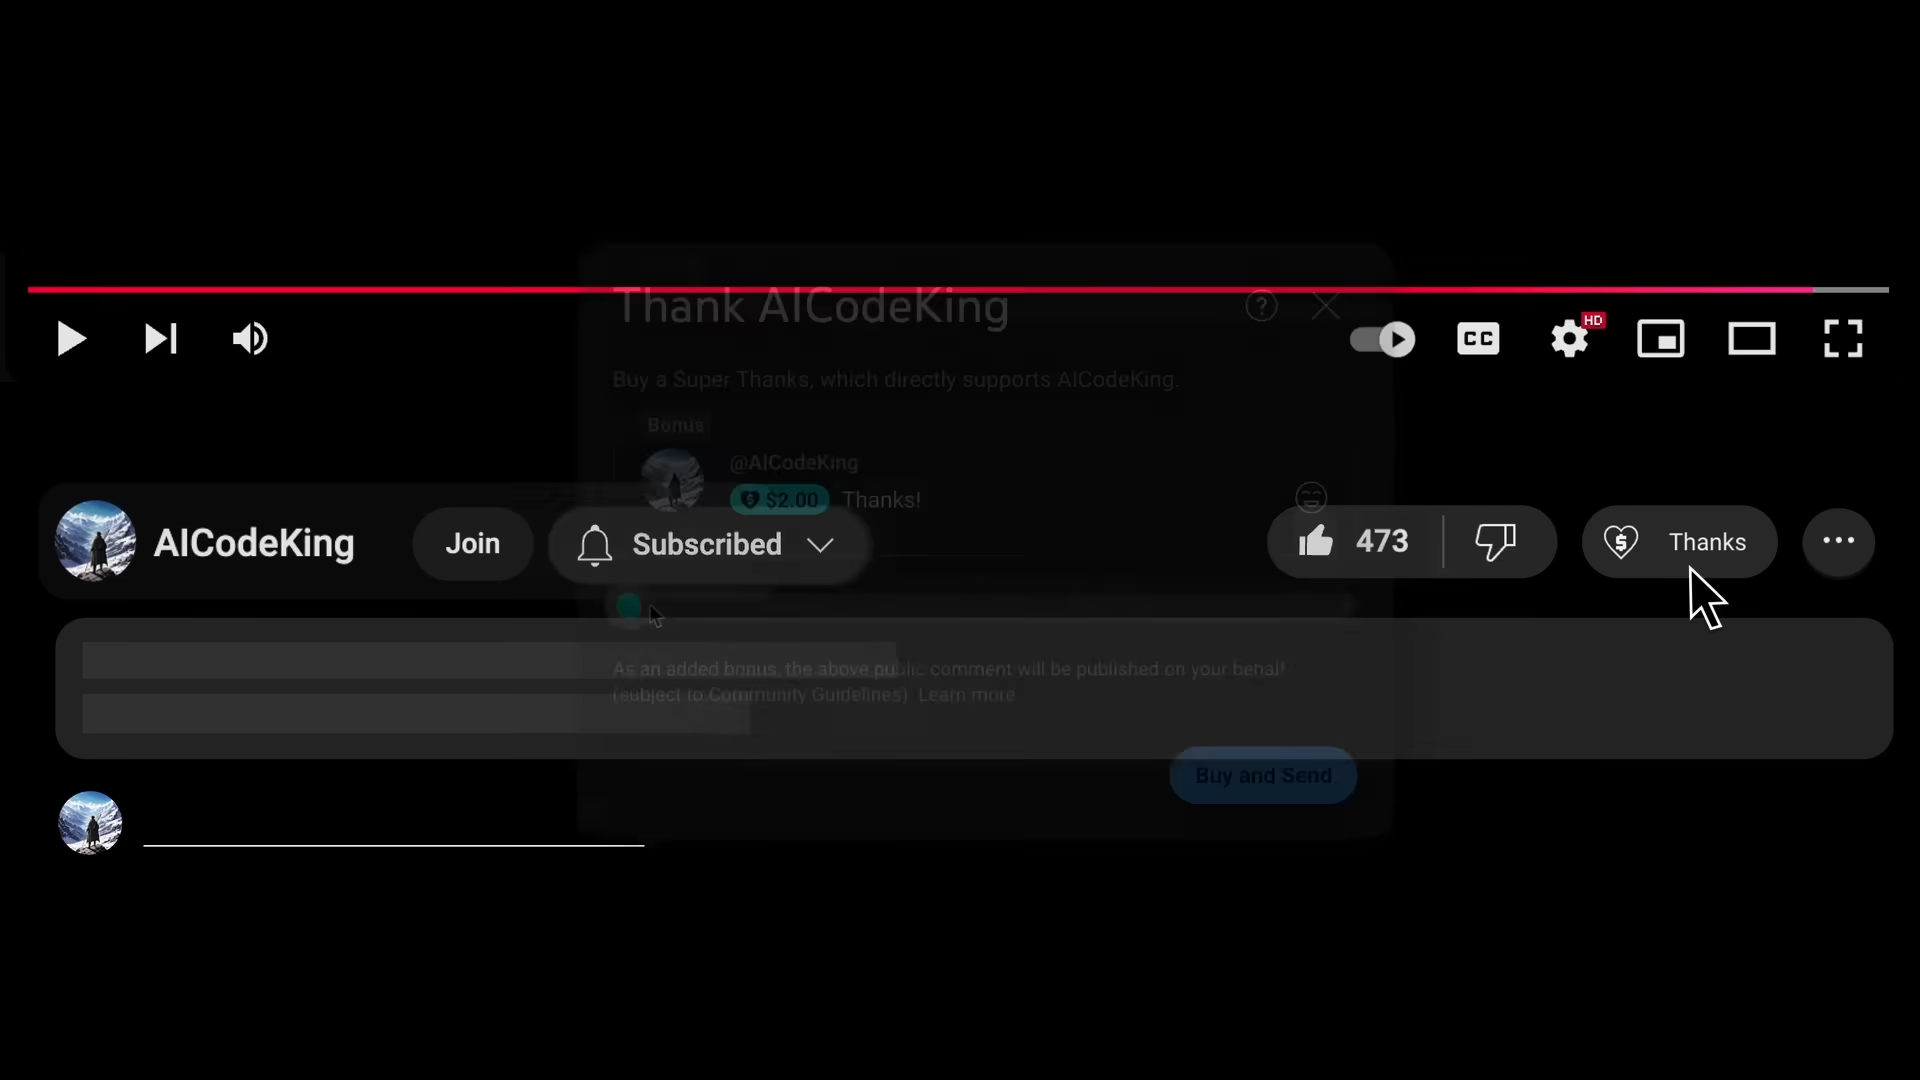 Thank AICodeKing
?
HD
CC
Buy a Super Thanks, which directly supports AICodeKing.
Bonus
@AICodeKing
$2.00 Thanks!
AICodeKing
Join
Subscribed
473
Thanks
As an added bonus, the above public comment will be published on your behalf
(subject to Community Guidelines) Learn more
Buy and Send